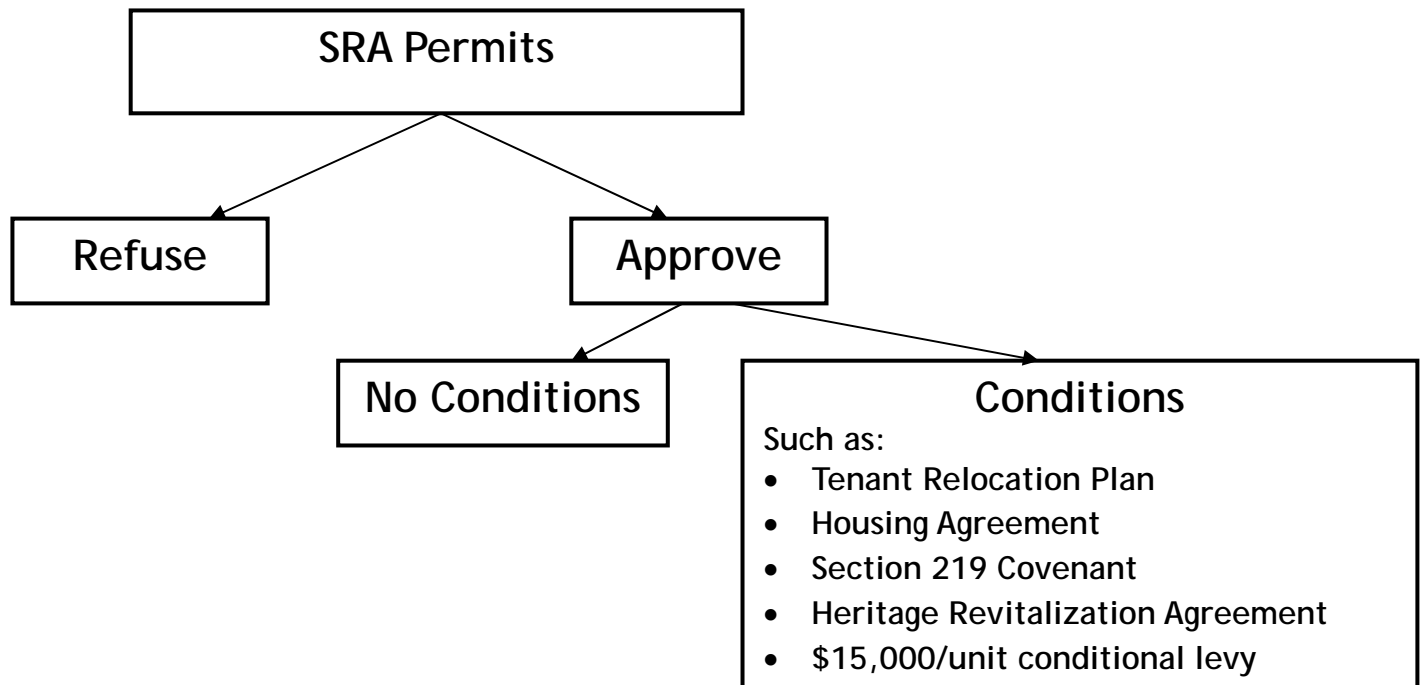 SRA Permits
Refuse
Approve
No Conditions
Conditions
Such as:
• Tenant Relocation Plan
• Housing Agreement
• Section 219 Covenant
• Heritage Revitalization Agreement
• $15,000/unit conditional levy